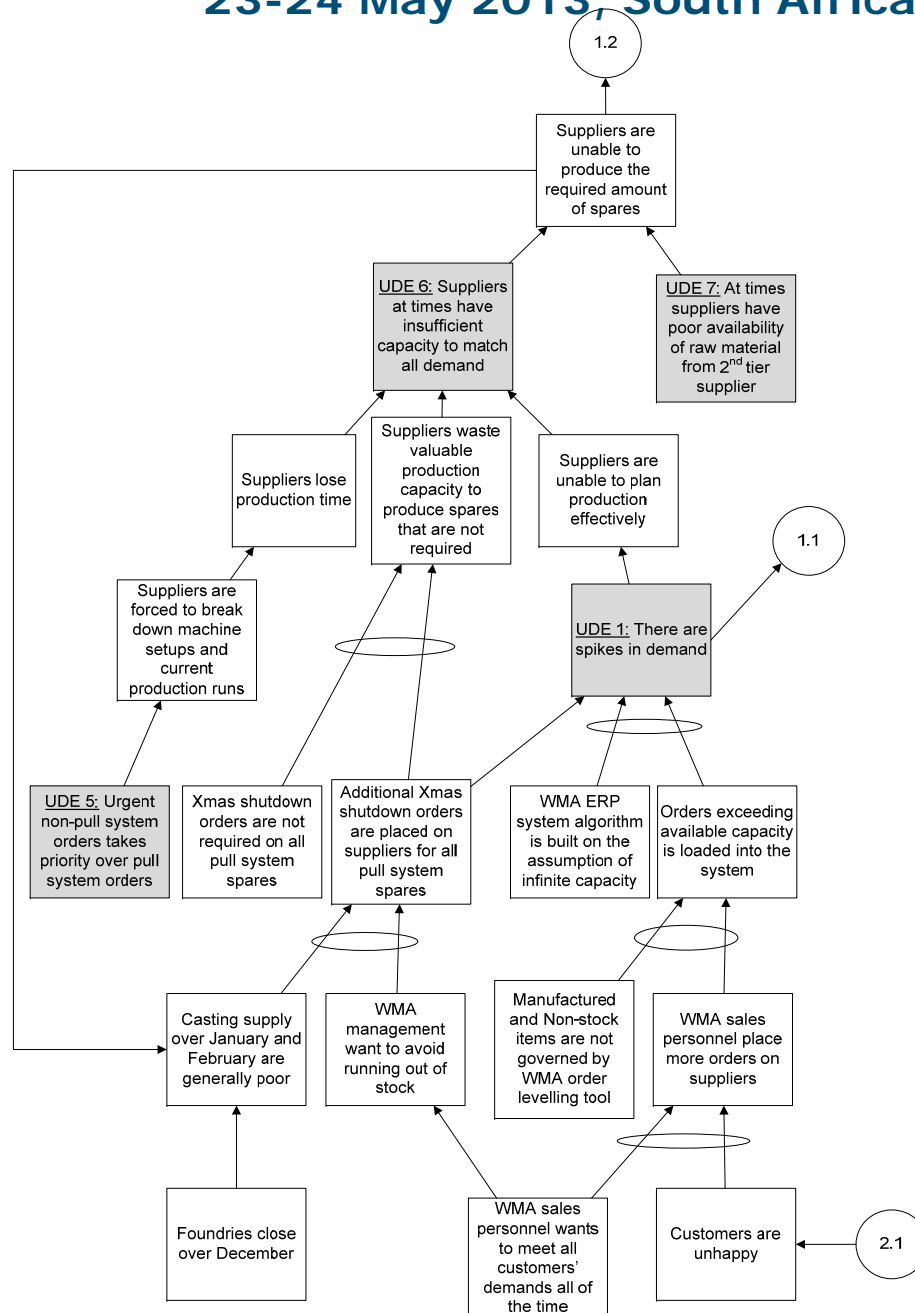 23-24 May 2013, South Africa
1.2
Suppliers are
unable to
produce the
required amount
of spares
UDE 6: Suppliers
at times have
insufficient
capacity to match
all demand
UDE 7: At times
suppliers have
poor availability
of raw material
from 2nd tier
supplier
Suppliers lose
production time
Suppliers waste
valuable
production
capacity to
produce spares
that are not
required
Suppliers are
unable to plan
production
effectively
1.1
Suppliers are
forced to break
down machine
setups and
current
production runs
UDE 1: There are
spikes in demand
UDE 5: Urgent
non-pull system
orders takes
priority over pull
system orders
Xmas shutdown
orders are not
required on all
pull system
spares
Additional Xmas
shutdown orders
are placed on
suppliers for all
pull system
spares
WMA ERP
system algorithm
is built on the
assumption of
infinite capacity
Orders exceeding
available capacity
is loaded into the
system
Casting supply
over January and
February are
generally poor
WMA
management
want to avoid
running out of
stock
Manufactured
and Non-stock
items are not
governed by
WMA order
levelling tool
WMA sales
personnel place
more orders on
suppliers
Foundries close
over December
WMA sales
personnel wants
to meet all
customers’
demands all of
the time
Customers are
unhappy
2.1